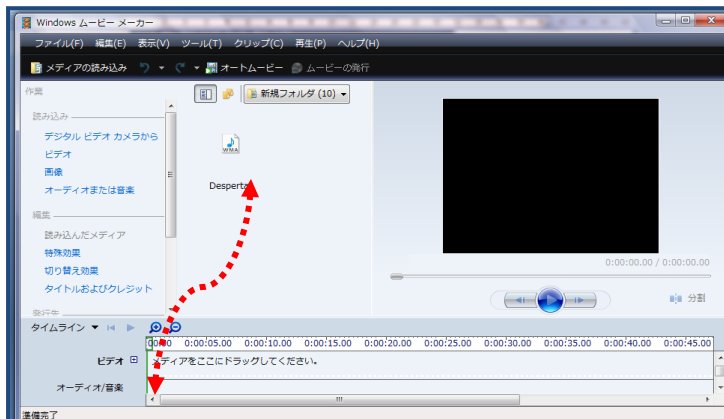 Windows ムービー メーカー
ファイル(F) 編集(E) 表示(V) ツール(T) クリップ(C) 再生(P) ヘルプ(H)
メディアの読み込み オートムービー ムービーの発行
作業
新規フォルダ (10)
読み込み
デジタル ビデオ カメラから
ビデオ
画像
オーディオまたは音楽
WMA
Desperta
編集
読み込んだメディア
特殊効果
切り替え効果
タイトルおよびクレジット
発行先
0:00:00.00 / 0:00:00.00
分割
タイムライン
00:00 0:00:05.00 0:00:10.00 0:00:15.00 0:00:20.00 0:00:25.00 0:00:30.00 0:00:35.00 0:00:40.00 0:00:45.00
ビデオ メディアをここにドラッグしてください。
オーディオ/音楽
準備完了